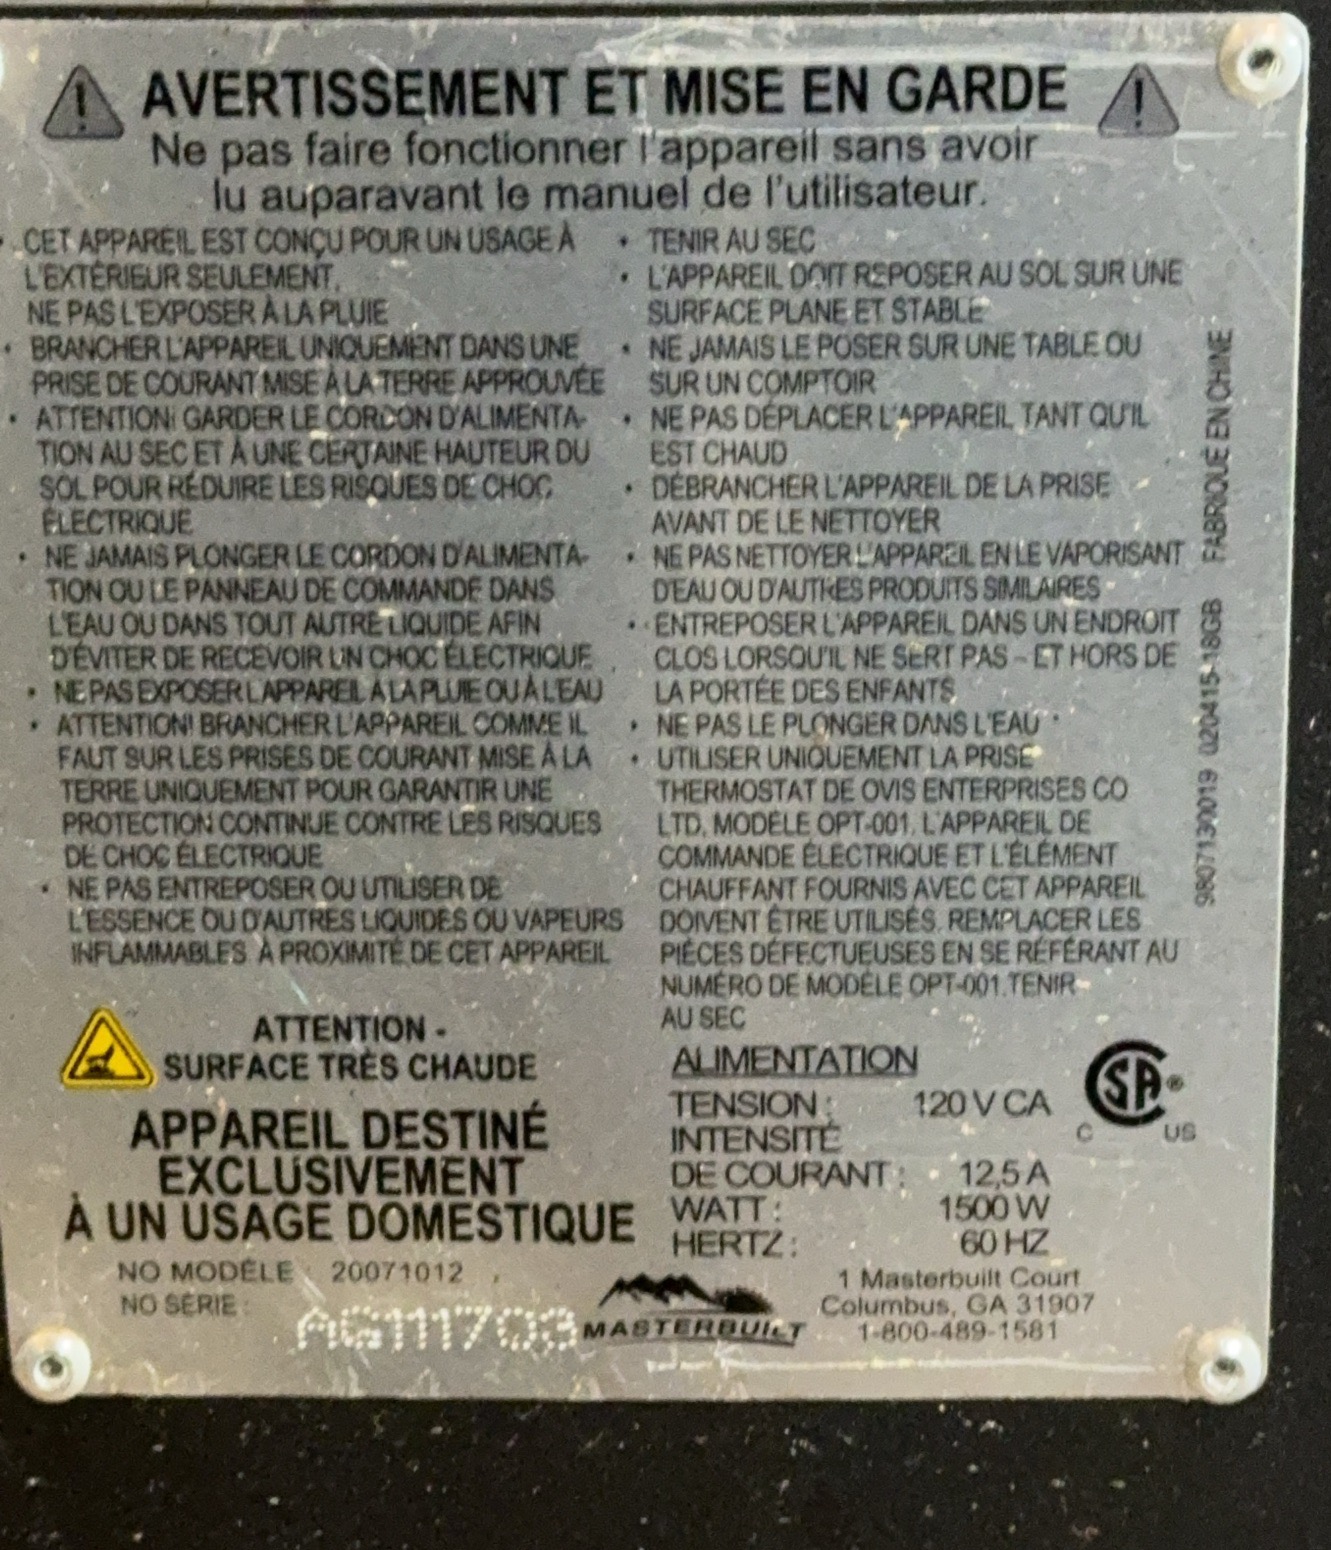 AVERTISSEMENT ET MISE EN GARDE
Ne pas faire fonctionner l'appareil sans avoir
lu auparavant le manuel de l'utilisateur.
• CET APPAREIL EST CONÇU POUR UN USAGE À
L'EXTÉRIEUR SEULEMENT.
NE PAS L'EXPOSER À LA PLUIE
• BRANCHER L'APPAREIL UNIQUEMENT DANS UNE
PRISE DE COURANT MISE À LA TERRE APPROUVÉE
• ATTENTION! GARDER LE CORDON D'ALIMENTA-
TION AU SEC ET À UNE CERTAINE HAUTEUR DU
SOL POUR RÉDUIRE LES RISQUES DE CHOC
ÉLECTRIQUE
• NE JAMAIS PLONGER LE CORDON D'ALIMENTA-
TION OU LE PANNEAU DE COMMANDE DANS
L'EAU OU DANS TOUT AUTRE LIQUIDE AFIN
D'ÉVITER DE RECEVOIR UN CHOC ÉLECTRIQUE
• NE PAS EXPOSER L'APPAREIL À LA PLUIE OU À L'EAU
• ATTENTION! BRANCHER L'APPAREIL COMME IL
FAUT SUR LES PRISES DE COURANT MISE À LA
TERRE UNIQUEMENT POUR GARANTIR UNE
PROTECTION CONTINUE CONTRE LES RISQUES
DE CHOC ÉLECTRIQUE
• NE PAS ENTREPOSER OU UTILISER DE
L'ESSENCE OU D'AUTRES LIQUIDES OU VAPEURS
INFLAMMABLES À PROXIMITÉ DE CET APPAREIL
ATTENTION -
SURFACE TRÈS CHAUDE
APPAREIL DESTINÉ
EXCLUSIVEMENT
À UN USAGE DOMESTIQUE
NO MODÈLE : 20071012
NO SÉRIE :
AG111703
• TENIR AU SEC
• L'APPAREIL DOIT REPOSER AU SOL SUR UNE
SURFACE PLANE ET STABLE
• NE JAMAIS LE POSER SUR UNE TABLE OU
SUR UN COMPTOIR
• NE PAS DÉPLACER L'APPAREIL TANT QU'IL
EST CHAUD
• DÉBRANCHER L'APPAREIL DE LA PRISE
AVANT DE LE NETTOYER
• NE PAS NETTOYER L'APPAREIL EN LE VAPORISANT
D'EAU OU D'AUTRES PRODUITS SIMILAIRES
• ENTREPOSER L'APPAREIL DANS UN ENDROIT
CLOS LORSQU'IL NE SERT PAS – ET HORS DE
LA PORTÉE DES ENFANTS
• NE PAS LE PLONGER DANS L'EAU
• UTILISER UNIQUEMENT LA PRISE
THERMOSTAT DE OVIS ENTERPRISES CO
LTD, MODÈLE OPT-001. L'APPAREIL DE
COMMANDE ÉLECTRIQUE ET L'ÉLÉMENT
CHAUFFANT FOURNIS AVEC CET APPAREIL
DOIVENT ÊTRE UTILISÉS. REMPLACER LES
PIÈCES DÉFECTUEUSES EN SE RÉFÉRANT AU
NUMÉRO DE MODÈLE OPT-001. TENIR
AU SEC
ALIMENTATION
TENSION : 120 V CA
INTENSITÉ
DE COURANT : 12,5 A
WATT : 1500 W
HERTZ : 60 HZ
CSA®
C US
MASTERBUILT
1 Masterbuilt Court
Columbus, GA 31907
1-800-489-1581
9807130019 020415-18GB FABRIQUÉ EN CHINE